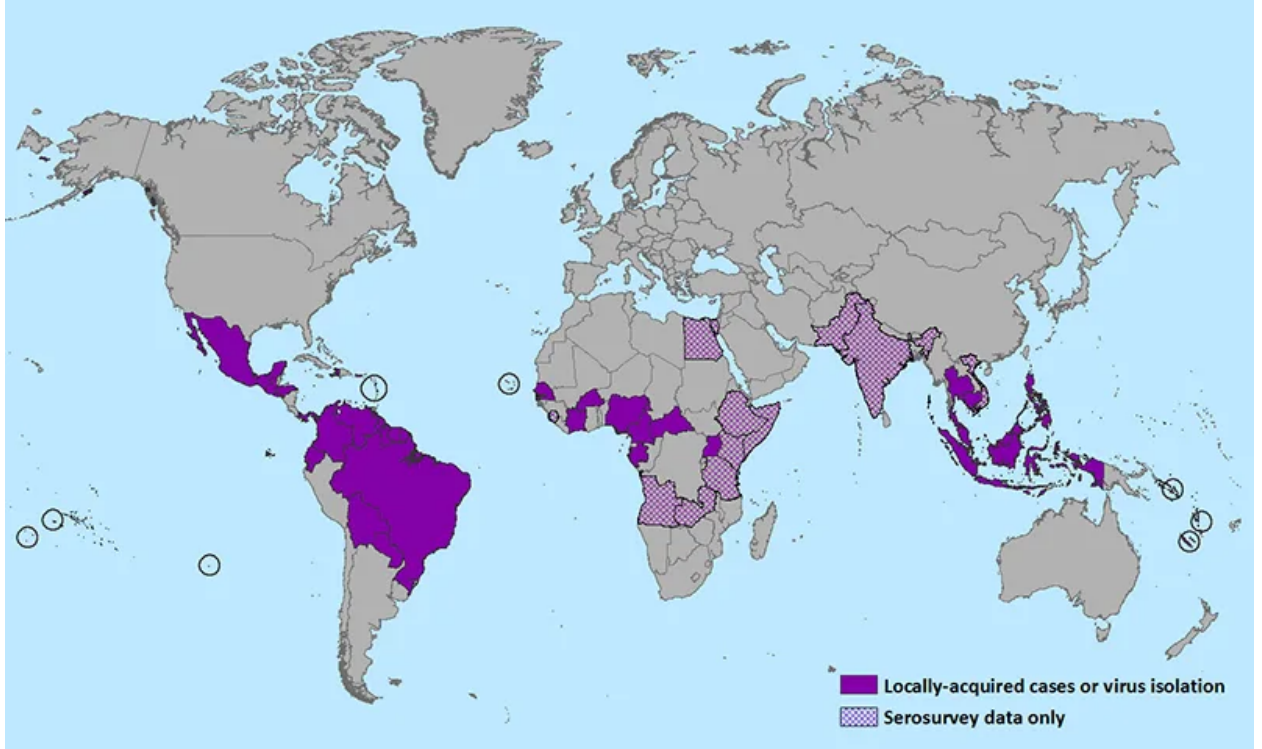 Locally-acquired cases or virus isolation
Serosurvey data only